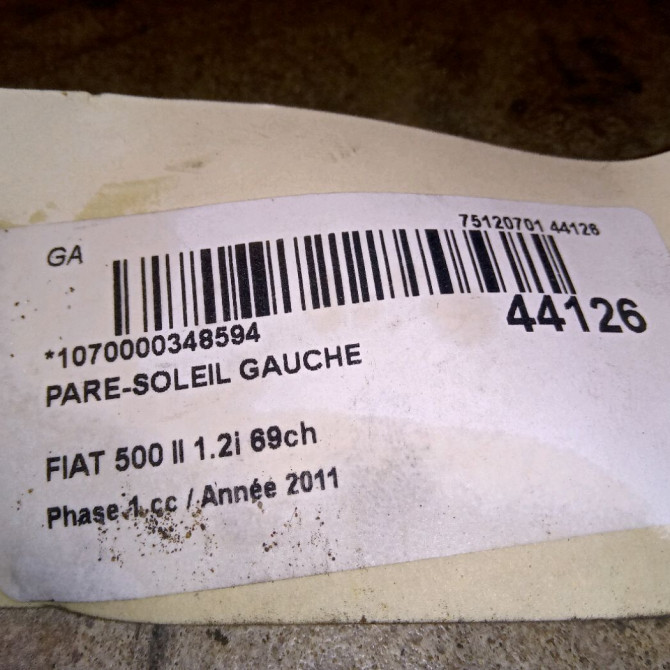 75120701 44126
GA
44126
*1070000348594
PARE-SOLEIL GAUCHE
FIAT 500 II 1.2i 69ch
Phase 1 cc / Année 2011